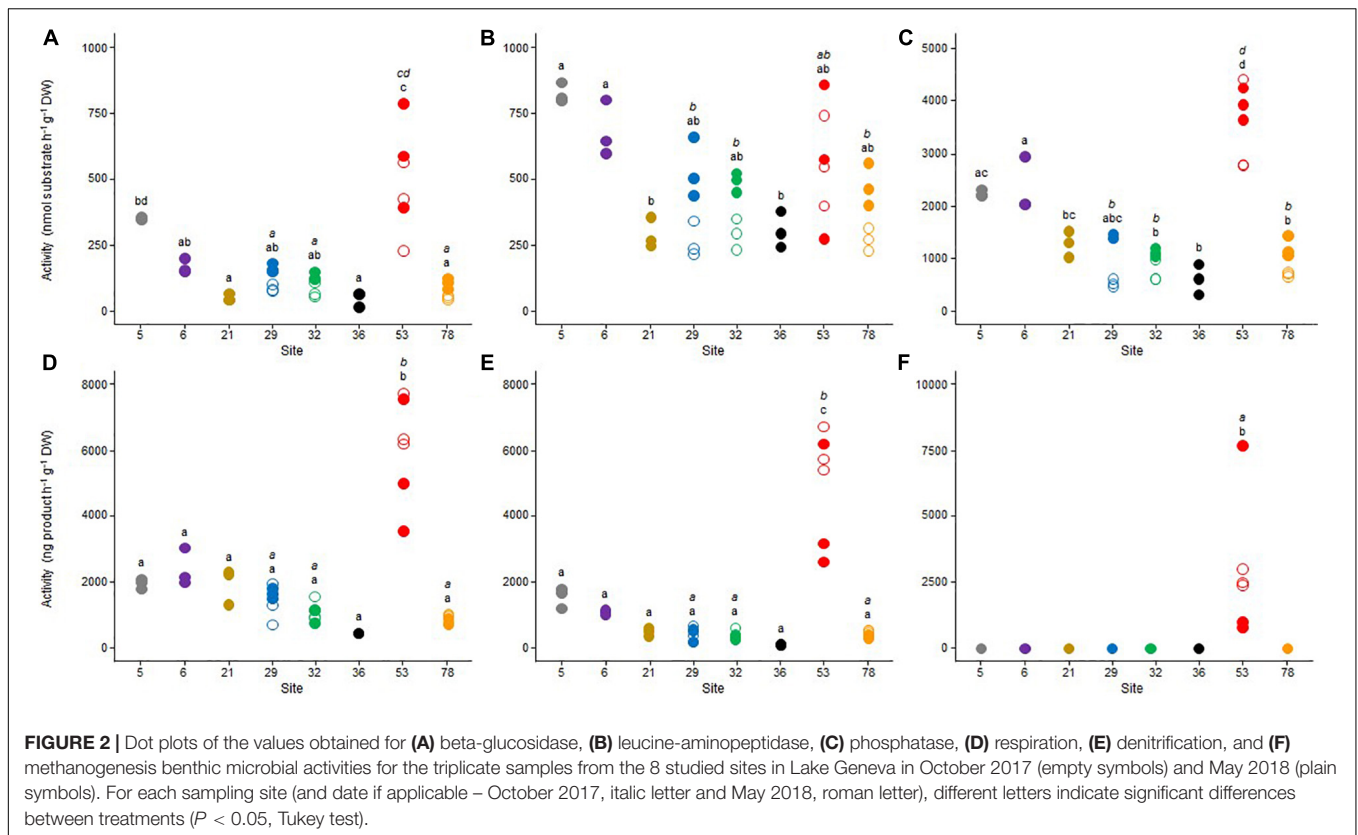 A
Activity (nmol substrate h⁻¹ g⁻¹ DW)
1000
750
500
250
0
bd
ab
a
a
ab
a
ab
a
cd
c
a
a
5 6 21 29 32 36 53 78
Site
B
1000
750
500
250
0
a
a
b
b
ab
b
ab
b
ab
ab
b
ab
5 6 21 29 32 36 53 78
Site
C
5000
4000
3000
2000
1000
0
ac
a
bc
b
abc
b
b
b
d
d
b
b
5 6 21 29 32 36 53 78
Site
D
Activity (ng product h⁻¹ g⁻¹ DW)
8000
6000
4000
2000
0
a
a
a
a
a
a
a
a
b
b
a
a
5 6 21 29 32 36 53 78
Site
E
8000
6000
4000
2000
0
a
a
a
a
a
a
a
a
b
c
a
a
5 6 21 29 32 36 53 78
Site
F
10000
7500
5000
2500
0
a
b
5 6 21 29 32 36 53 78
Site
FIGURE 2 | Dot plots of the values obtained for (A) beta-glucosidase, (B) leucine-aminopeptidase, (C) phosphatase, (D) respiration, (E) denitrification, and (F)
methanogenesis benthic microbial activities for the triplicate samples from the 8 studied sites in Lake Geneva in October 2017 (empty symbols) and May 2018 (plain
symbols). For each sampling site (and date if applicable – October 2017, italic letter and May 2018, roman letter), different letters indicate significant differences
between treatments (P < 0.05, Tukey test).